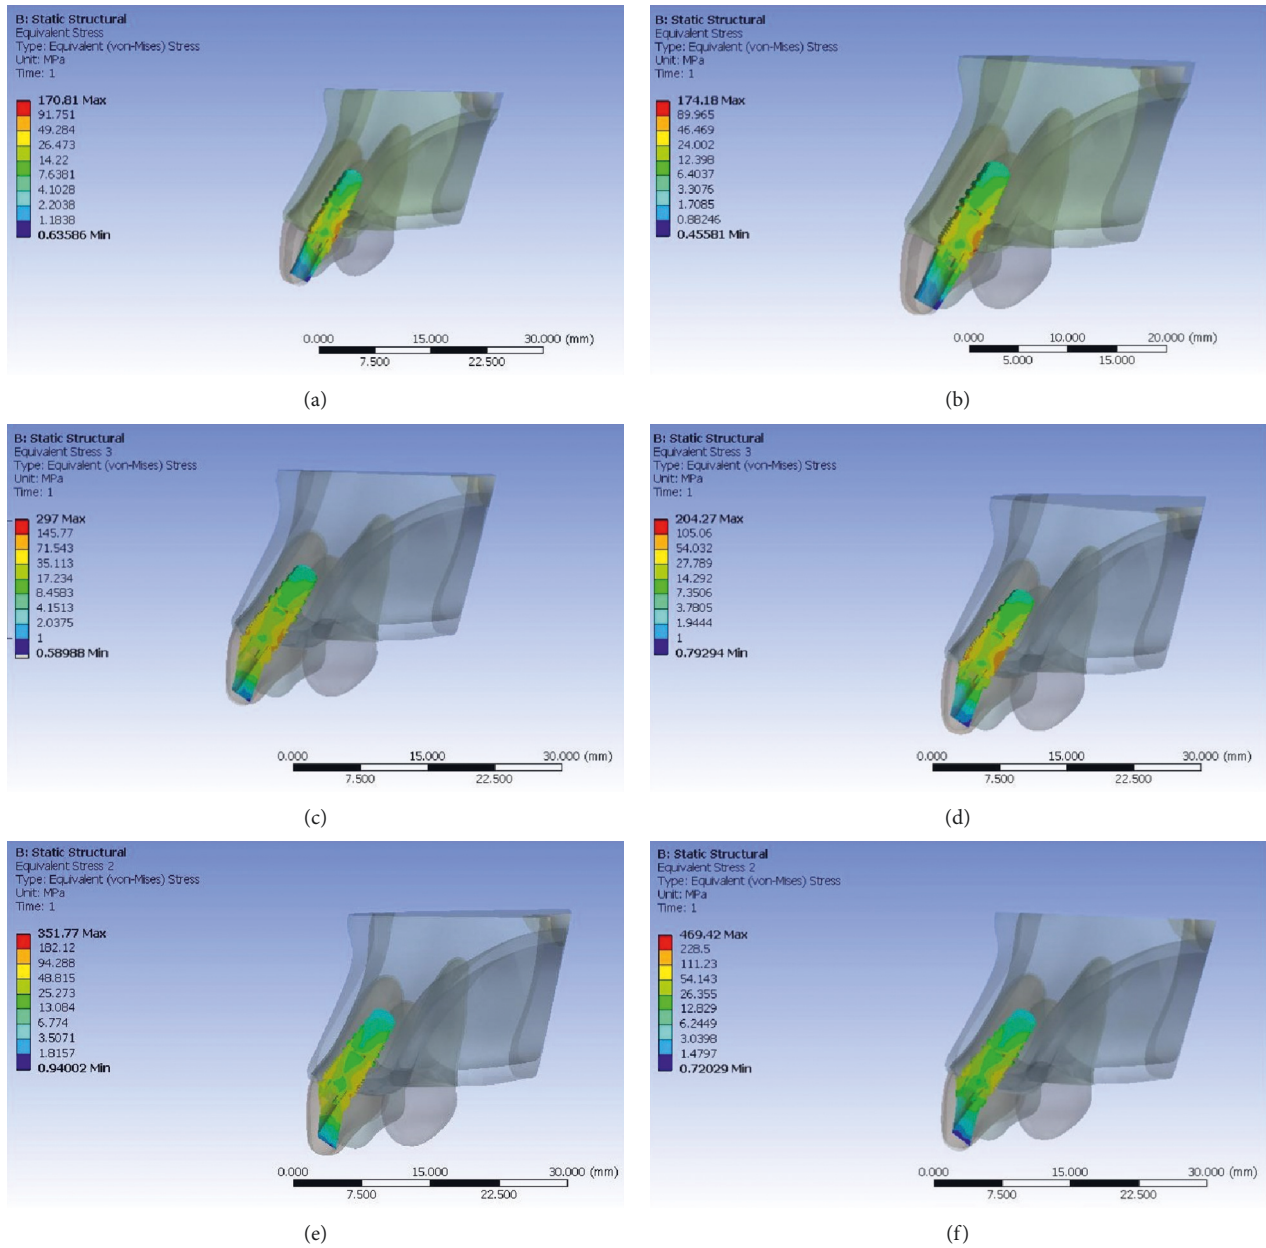 B: Static Structural
Equivalent Stress
Type: Equivalent (von-Mises) Stress
Unit: MPa
Time: 1
170.81 Max
91.751
49.284
26.473
14.22
7.6381
4.1028
2.2038
1.1838
0.63586 Min
0.000 15.000 30.000 (mm)
7.500 22.500
(a)
B: Static Structural
Equivalent Stress
Type: Equivalent (von-Mises) Stress
Unit: MPa
Time: 1
174.18 Max
89.965
46.469
24.002
12.398
6.4037
3.3076
1.7085
0.88246
0.45581 Min
0.000 10.000 20.000 (mm)
5.000 15.000
(b)
B: Static Structural
Equivalent Stress 3
Type: Equivalent (von-Mises) Stress
Unit: MPa
Time: 1
297 Max
145.77
71.543
35.113
17.234
8.4583
4.1513
2.0375
1
0.58988 Min
0.000 15.000 30.000 (mm)
7.500 22.500
(c)
B: Static Structural
Equivalent Stress 3
Type: Equivalent (von-Mises) Stress
Unit: MPa
Time: 1
204.27 Max
105.06
54.032
27.789
14.292
7.3506
3.7805
1.9444
1
0.79294 Min
0.000 15.000 30.000 (mm)
7.500 22.500
(d)
B: Static Structural
Equivalent Stress 2
Type: Equivalent (von-Mises) Stress
Unit: MPa
Time: 1
351.77 Max
182.12
94.288
48.815
25.273
13.084
6.774
3.5071
1.8157
0.94002 Min
0.000 15.000 30.000 (mm)
7.500 22.500
(e)
B: Static Structural
Equivalent Stress 2
Type: Equivalent (von-Mises) Stress
Unit: MPa
Time: 1
469.42 Max
228.5
111.23
54.143
26.355
12.829
6.2449
3.0398
1.4797
0.72029 Min
0.000 15.000 30.000 (mm)
7.500 22.500
(f)